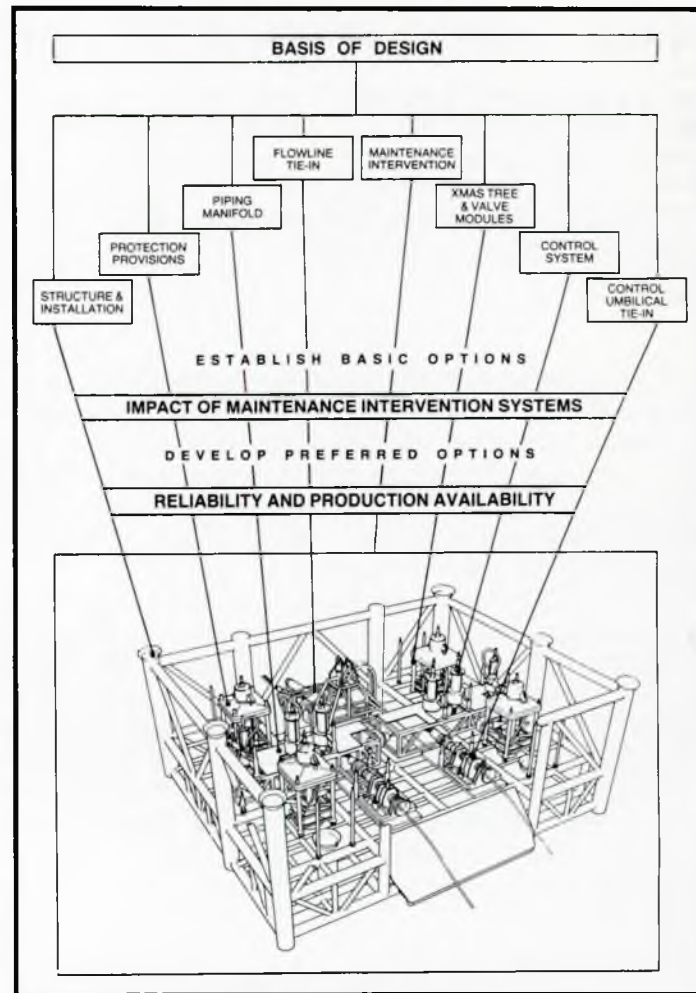 BASIS OF DESIGN
FLOWLINE
TIE-IN
MAINTENANCE
INTERVENTION
PIPING
MANIFOLD
XMAS TREE
& VALVE
MODULES
PROTECTION
PROVISIONS
CONTROL
SYSTEM
STRUCTURE &
INSTALLATION
CONTROL
UMBILICAL
TIE-IN
ESTABLISH BASIC OPTIONS
IMPACT OF MAINTENANCE INTERVENTION SYSTEMS
DEVELOP PREFERRED OPTIONS
RELIABILITY AND PRODUCTION AVAILABILITY